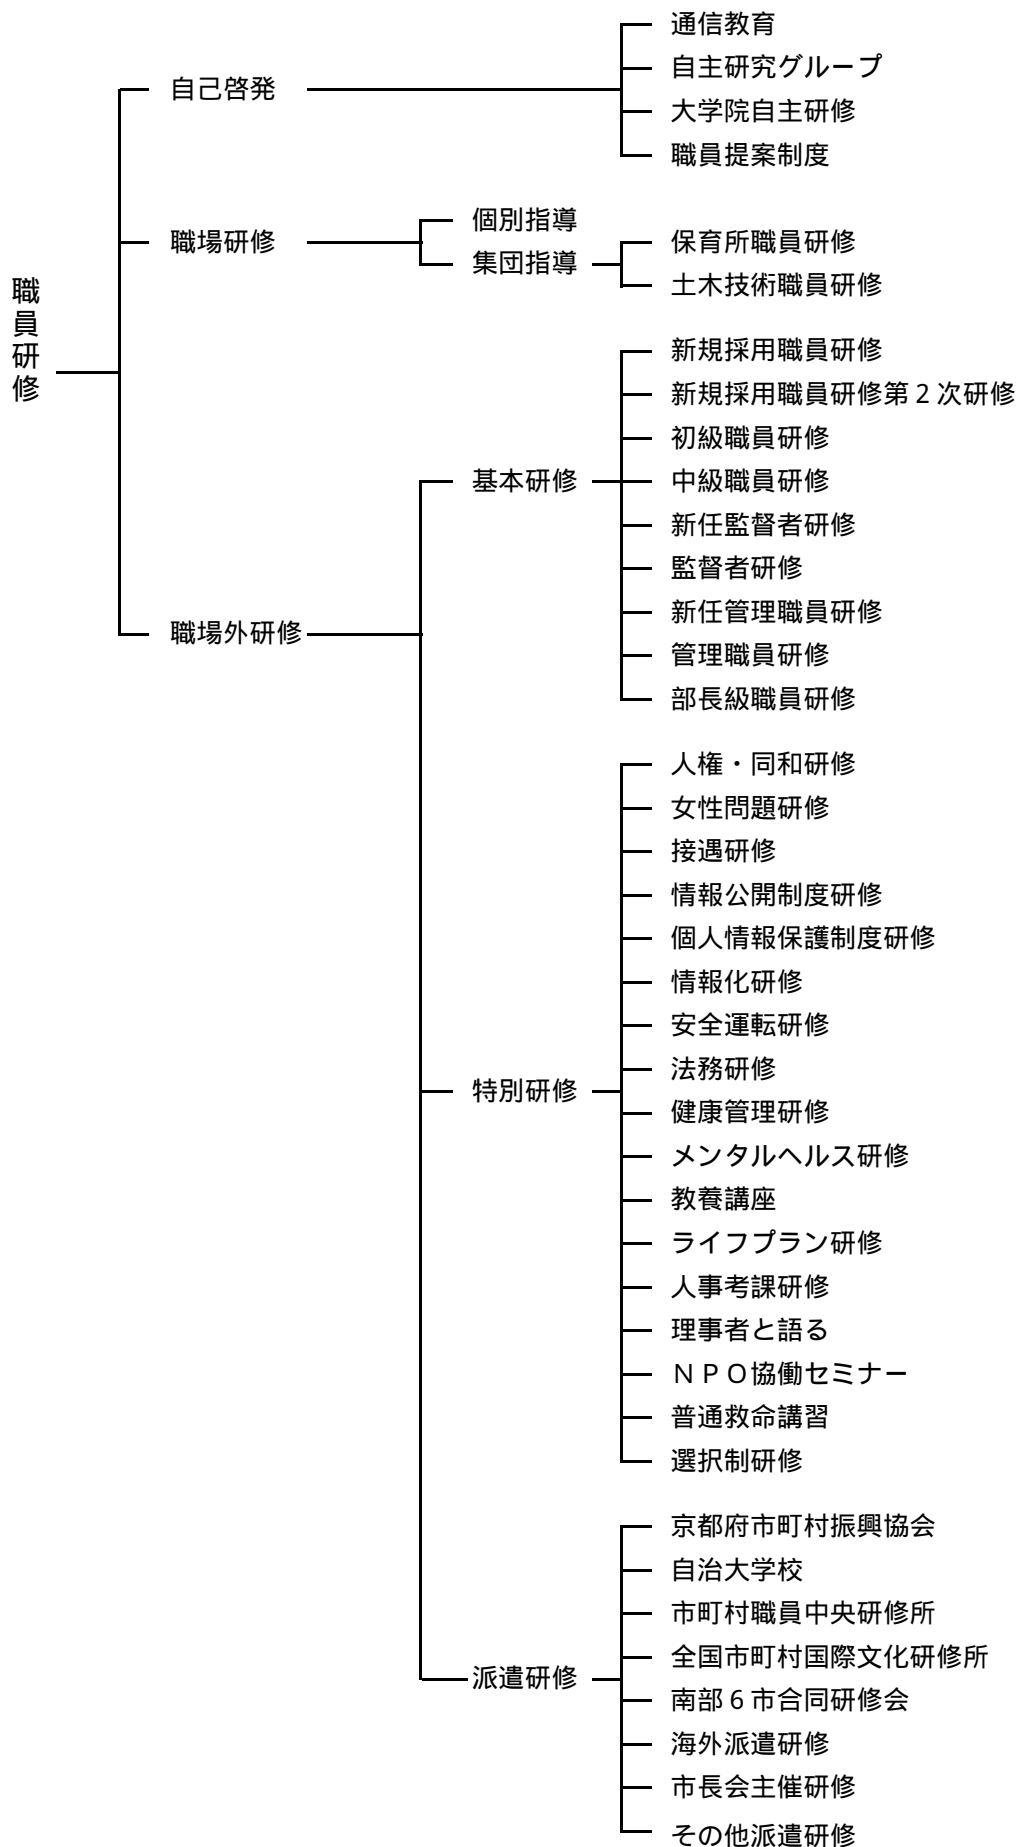 職員研修
自己啓発
通信教育
自主研究グループ
大学院自主研修
職員提案制度
職場研修
個別指導
集団指導
保育所職員研修
土木技術職員研修
職場外研修
基本研修
新規採用職員研修
新規採用職員研修第2次研修
初級職員研修
中級職員研修
新任監督者研修
監督者研修
新任管理職員研修
管理職員研修
部長級職員研修
特別研修
人権・同和研修
女性問題研修
接遇研修
情報公開制度研修
個人情報保護制度研修
情報化研修
安全運転研修
法務研修
健康管理研修
メンタルヘルス研修
教養講座
ライフプラン研修
人事考課研修
理事者と語る
NPO協働セミナー
普通救命講習
選択制研修
派遣研修
京都府市町村振興協会
自治大学校
市町村職員中央研修所
全国市町村国際文化研修所
南部6市合同研修会
海外派遣研修
市長会主催研修
その他派遣研修